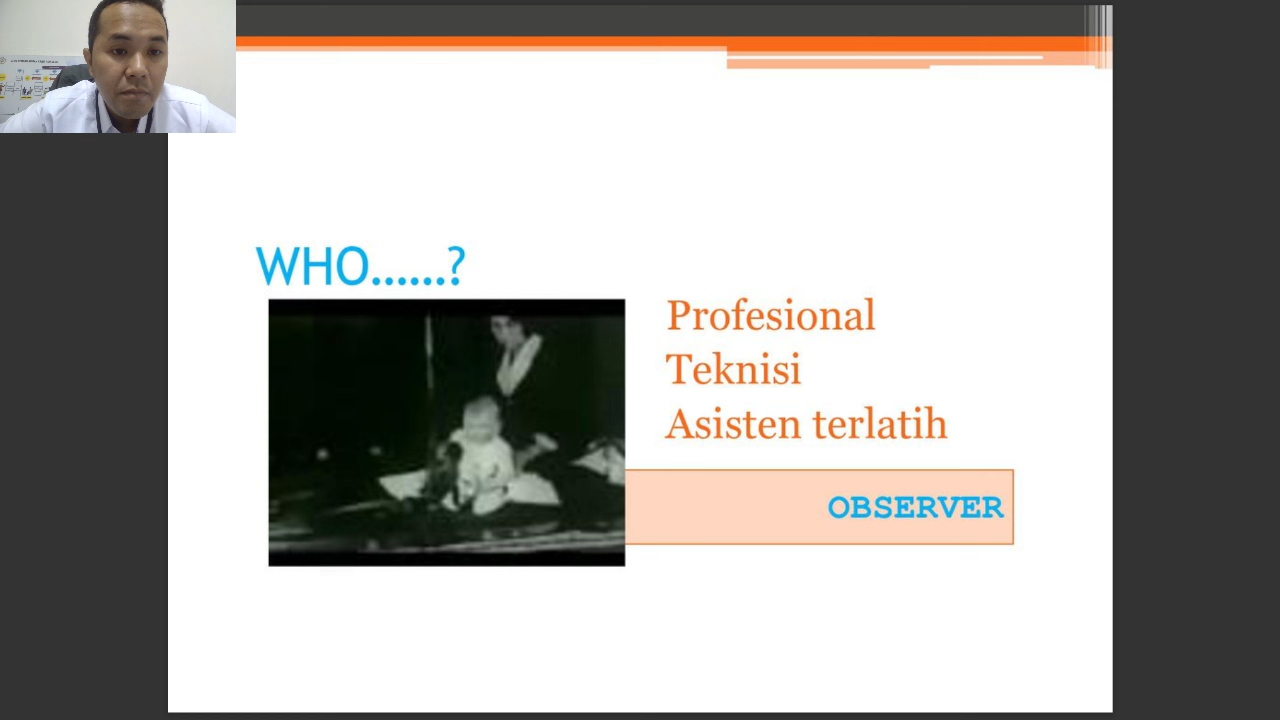 WHO......?
Profesional
Teknisi
Asisten terlatih
OBSERVER